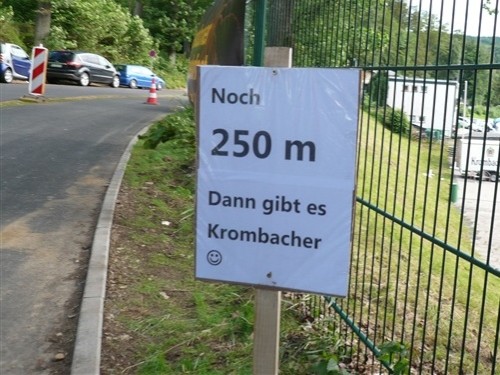 Noch
250 m
Dann gibt es
Krombacher
☺